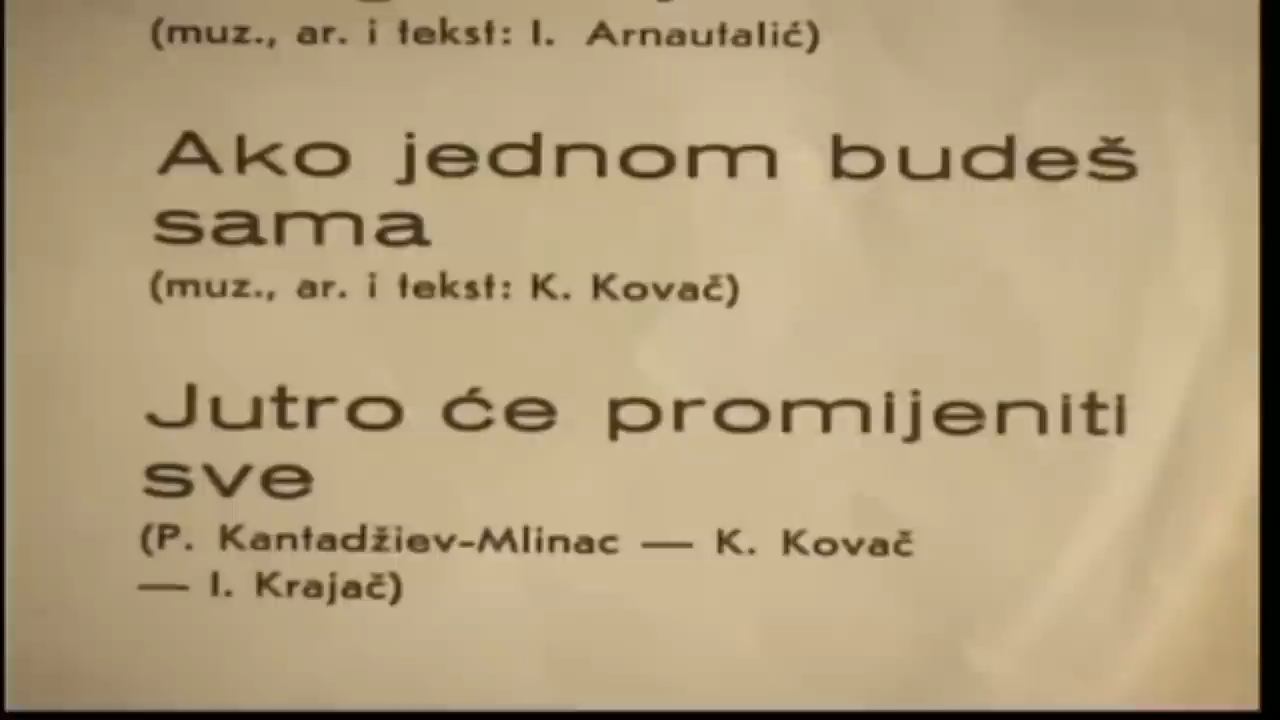 (muz., ar. i tekst: I. Arnautalić)
Ako jednom budeš
sama
(muz., ar. i tekst: K. Kovač)
Jutro će promijeniti
sve
(P. Kantadžiev-Mlinac — K. Kovač
— I. Krajač)